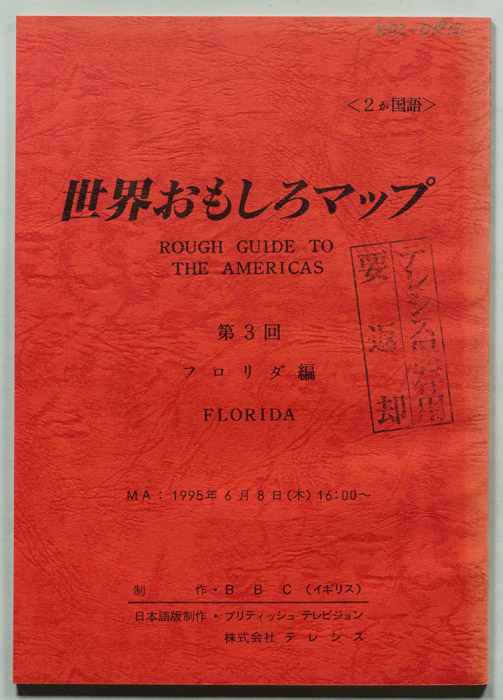 <2か国語>
世界おもしろマップ
ROUGH GUIDE TO
THE AMERICAS
第3回
フロリダ編
FLORIDA
テレシス保存用
要返却
MA: 1995年6月8日(木) 16:00~
制 作・BBC(イギリス)
日本語版制作・ブリティッシュ テレビジョン
株式会社 テレシス